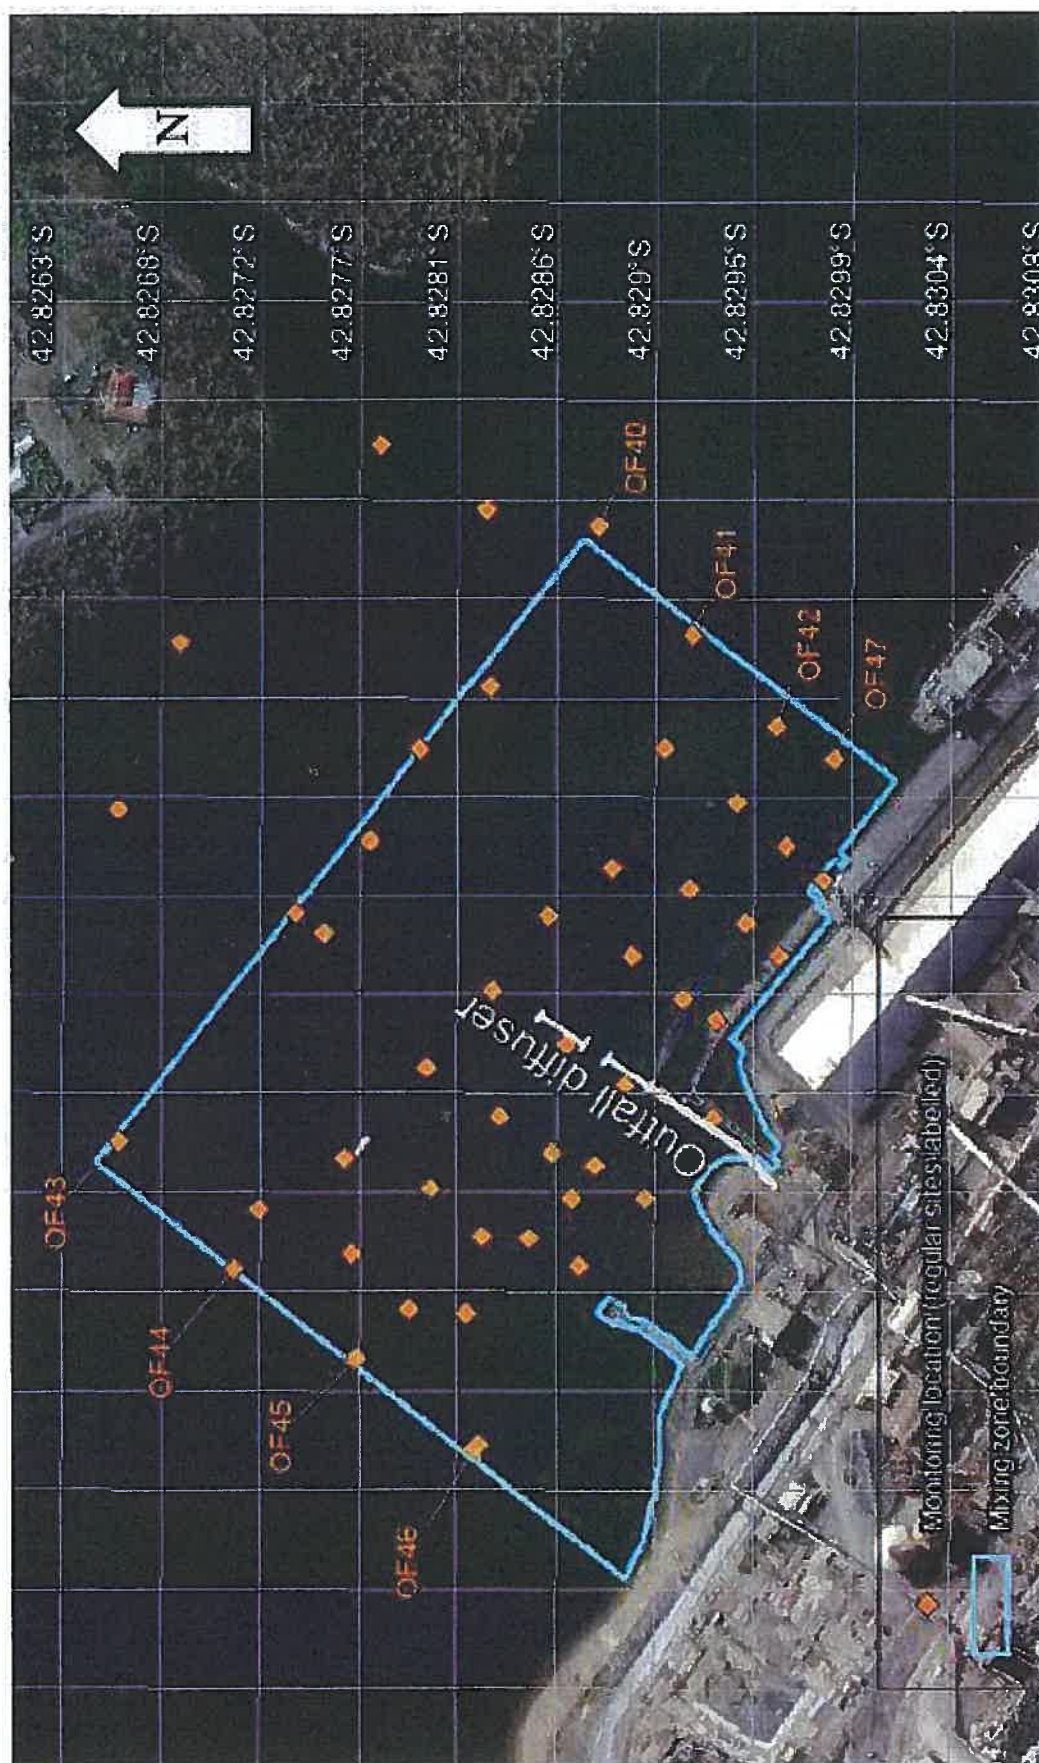 N
42.8263°S
42.8268°S
42.8272°S
42.8277°S
42.8281°S
42.8286°S
42.829°S
42.8295°S
42.8299°S
42.8304°S
42.8308°S
OF43
OF44
OF45
OF46
OF40
OF41
OF42
OF47
Outfall diffuser
Monitoring location (regular sites labelled)
Mixing zone boundary